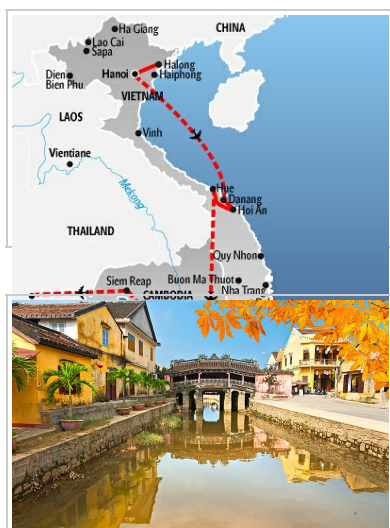 Ha Giang
CHINA
Lao Cai
Sapa
Dien
Bien Phu
Hanoi
Halong
Haiphong
VIETNAM
LAOS
Vinh
Vientiane
Mekong
Hue
Danang
Hoi An
THAILAND
Quy Nhon
Siem Reap
Buon Ma Thuot
CAMBODIA
Nha Trang